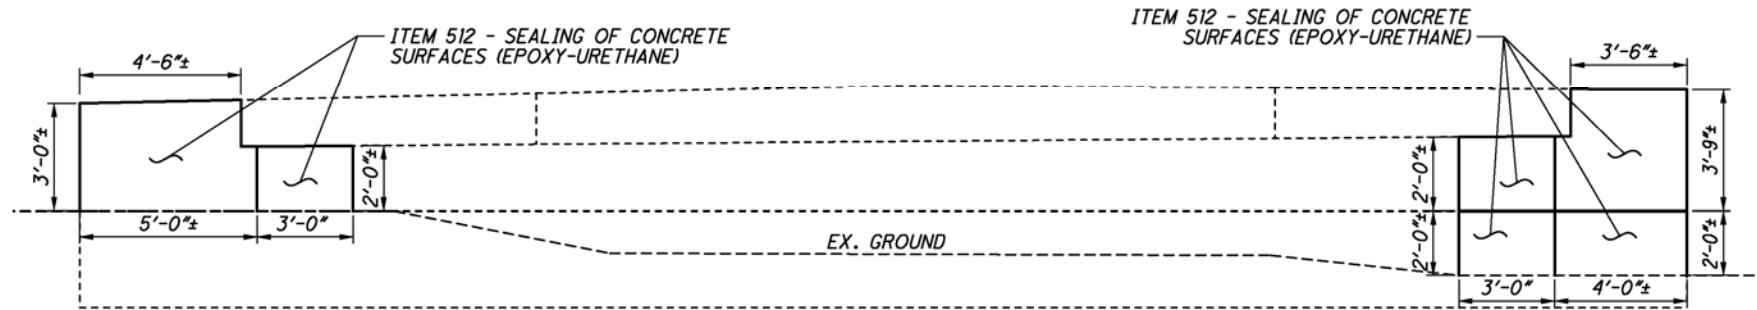 ITEM 512 - SEALING OF CONCRETE
SURFACES (EPOXY-URETHANE)
ITEM 512 - SEALING OF CONCRETE
SURFACES (EPOXY-URETHANE)
4'-6"±
3'-6"±
3'-0"±
2'-0"±
5'-0"±
3'-0"
EX. GROUND
2'-0"±
2'-0"±
3'-9"±
2'-0"±
3'-0"
4'-0"±